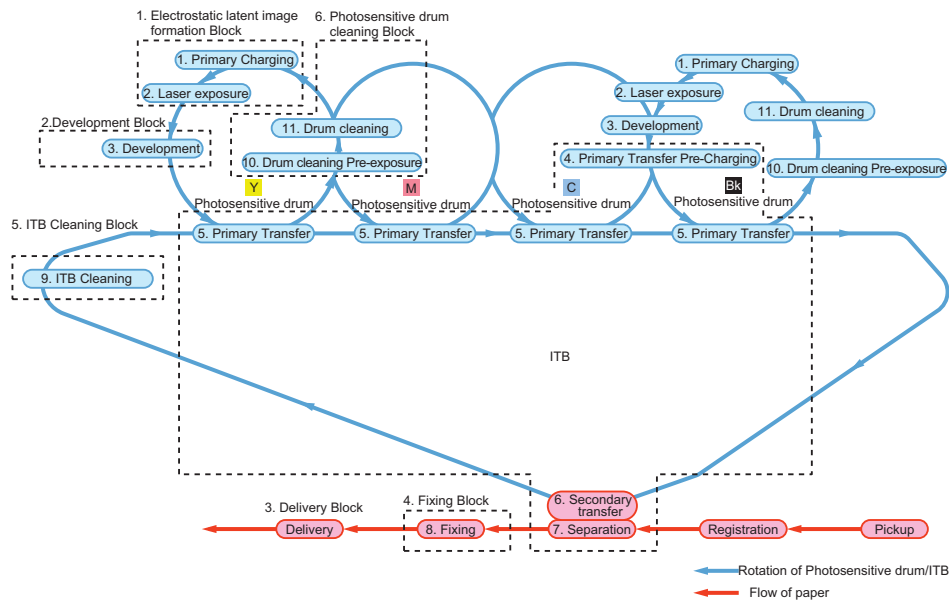 1. Electrostatic latent image
formation Block
6. Photosensitive drum
cleaning Block
1. Primary Charging
2. Laser exposure
2.Development Block
3. Development
11. Drum cleaning
10. Drum cleaning Pre-exposure
1. Primary Charging
2. Laser exposure
3. Development
4. Primary Transfer Pre-Charging
11. Drum cleaning
10. Drum cleaning Pre-exposure
Y
M
C
Bk
Photosensitive drum
Photosensitive drum
Photosensitive drum
Photosensitive drum
5. ITB Cleaning Block
5. Primary Transfer
5. Primary Transfer
5. Primary Transfer
5. Primary Transfer
9. ITB Cleaning
ITB
6. Secondary
transfer
3. Delivery Block
4. Fixing Block
Delivery
8. Fixing
7. Separation
Registration
Pickup
Rotation of Photosensitive drum/ITB
Flow of paper